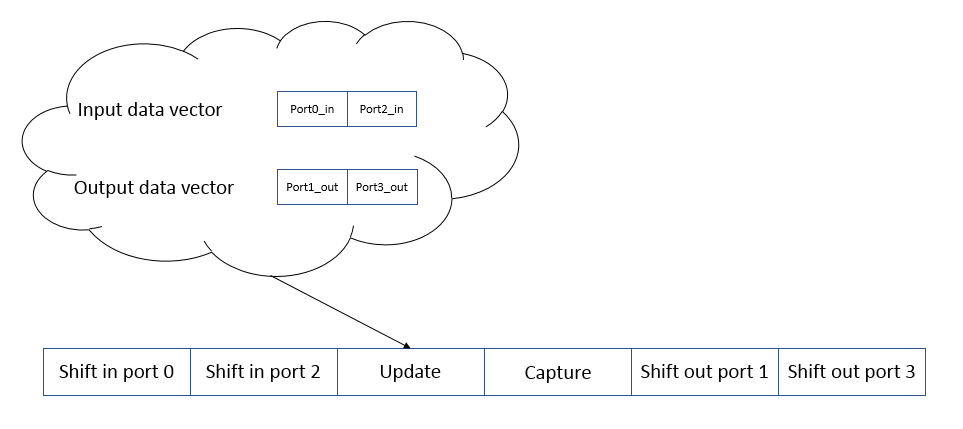 Input data vector Port0_in Port2_in
Output data vector Port1_out Port3_out
Shift in port 0 Shift in port 2 Update Capture Shift out port 1 Shift out port 3